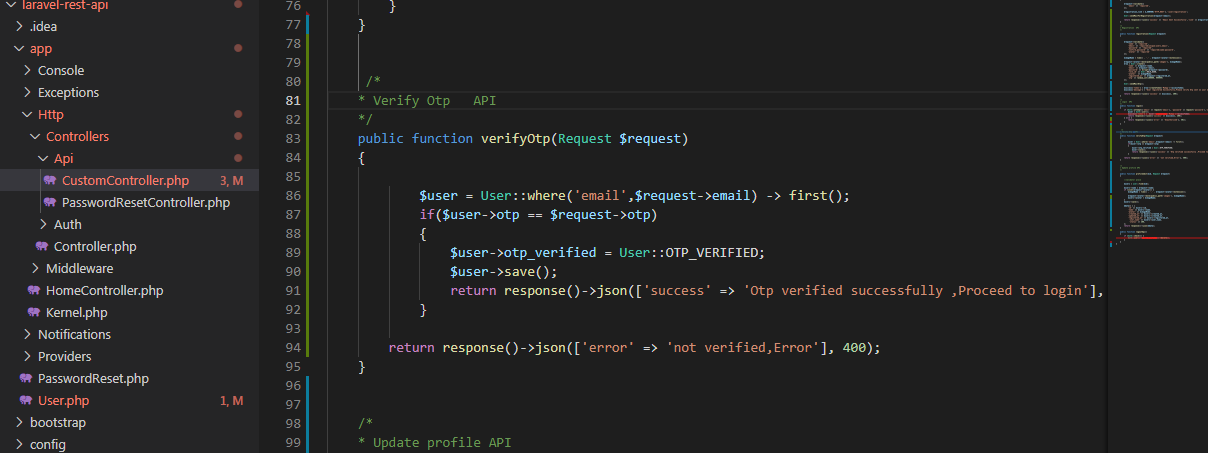 laravel-rest-api
.idea
app
Console
Exceptions
Http
Controllers
Api
CustomController.php 3, M
PasswordResetController.php
Auth
Controller.php
Middleware
HomeController.php
Kernel.php
Notifications
Providers
PasswordReset.php
User.php 1, M
bootstrap
config
76 }
77 }
78
79
80 /*
81 * Verify Otp   API
82 */
83 public function verifyOtp(Request $request)
84 {
85
86 $user = User::where('email',$request->email) -> first();
87 if($user->otp == $request->otp)
88 {
89 $user->otp_verified = User::OTP_VERIFIED;
90 $user->save();
91 return response()->json(['success' => 'Otp verified successfully ,Proceed to login'],
92 }
93
94 return response()->json(['error' => 'not verified,Error'], 400);
95 }
96
97
98 /*
99 * Update profile API